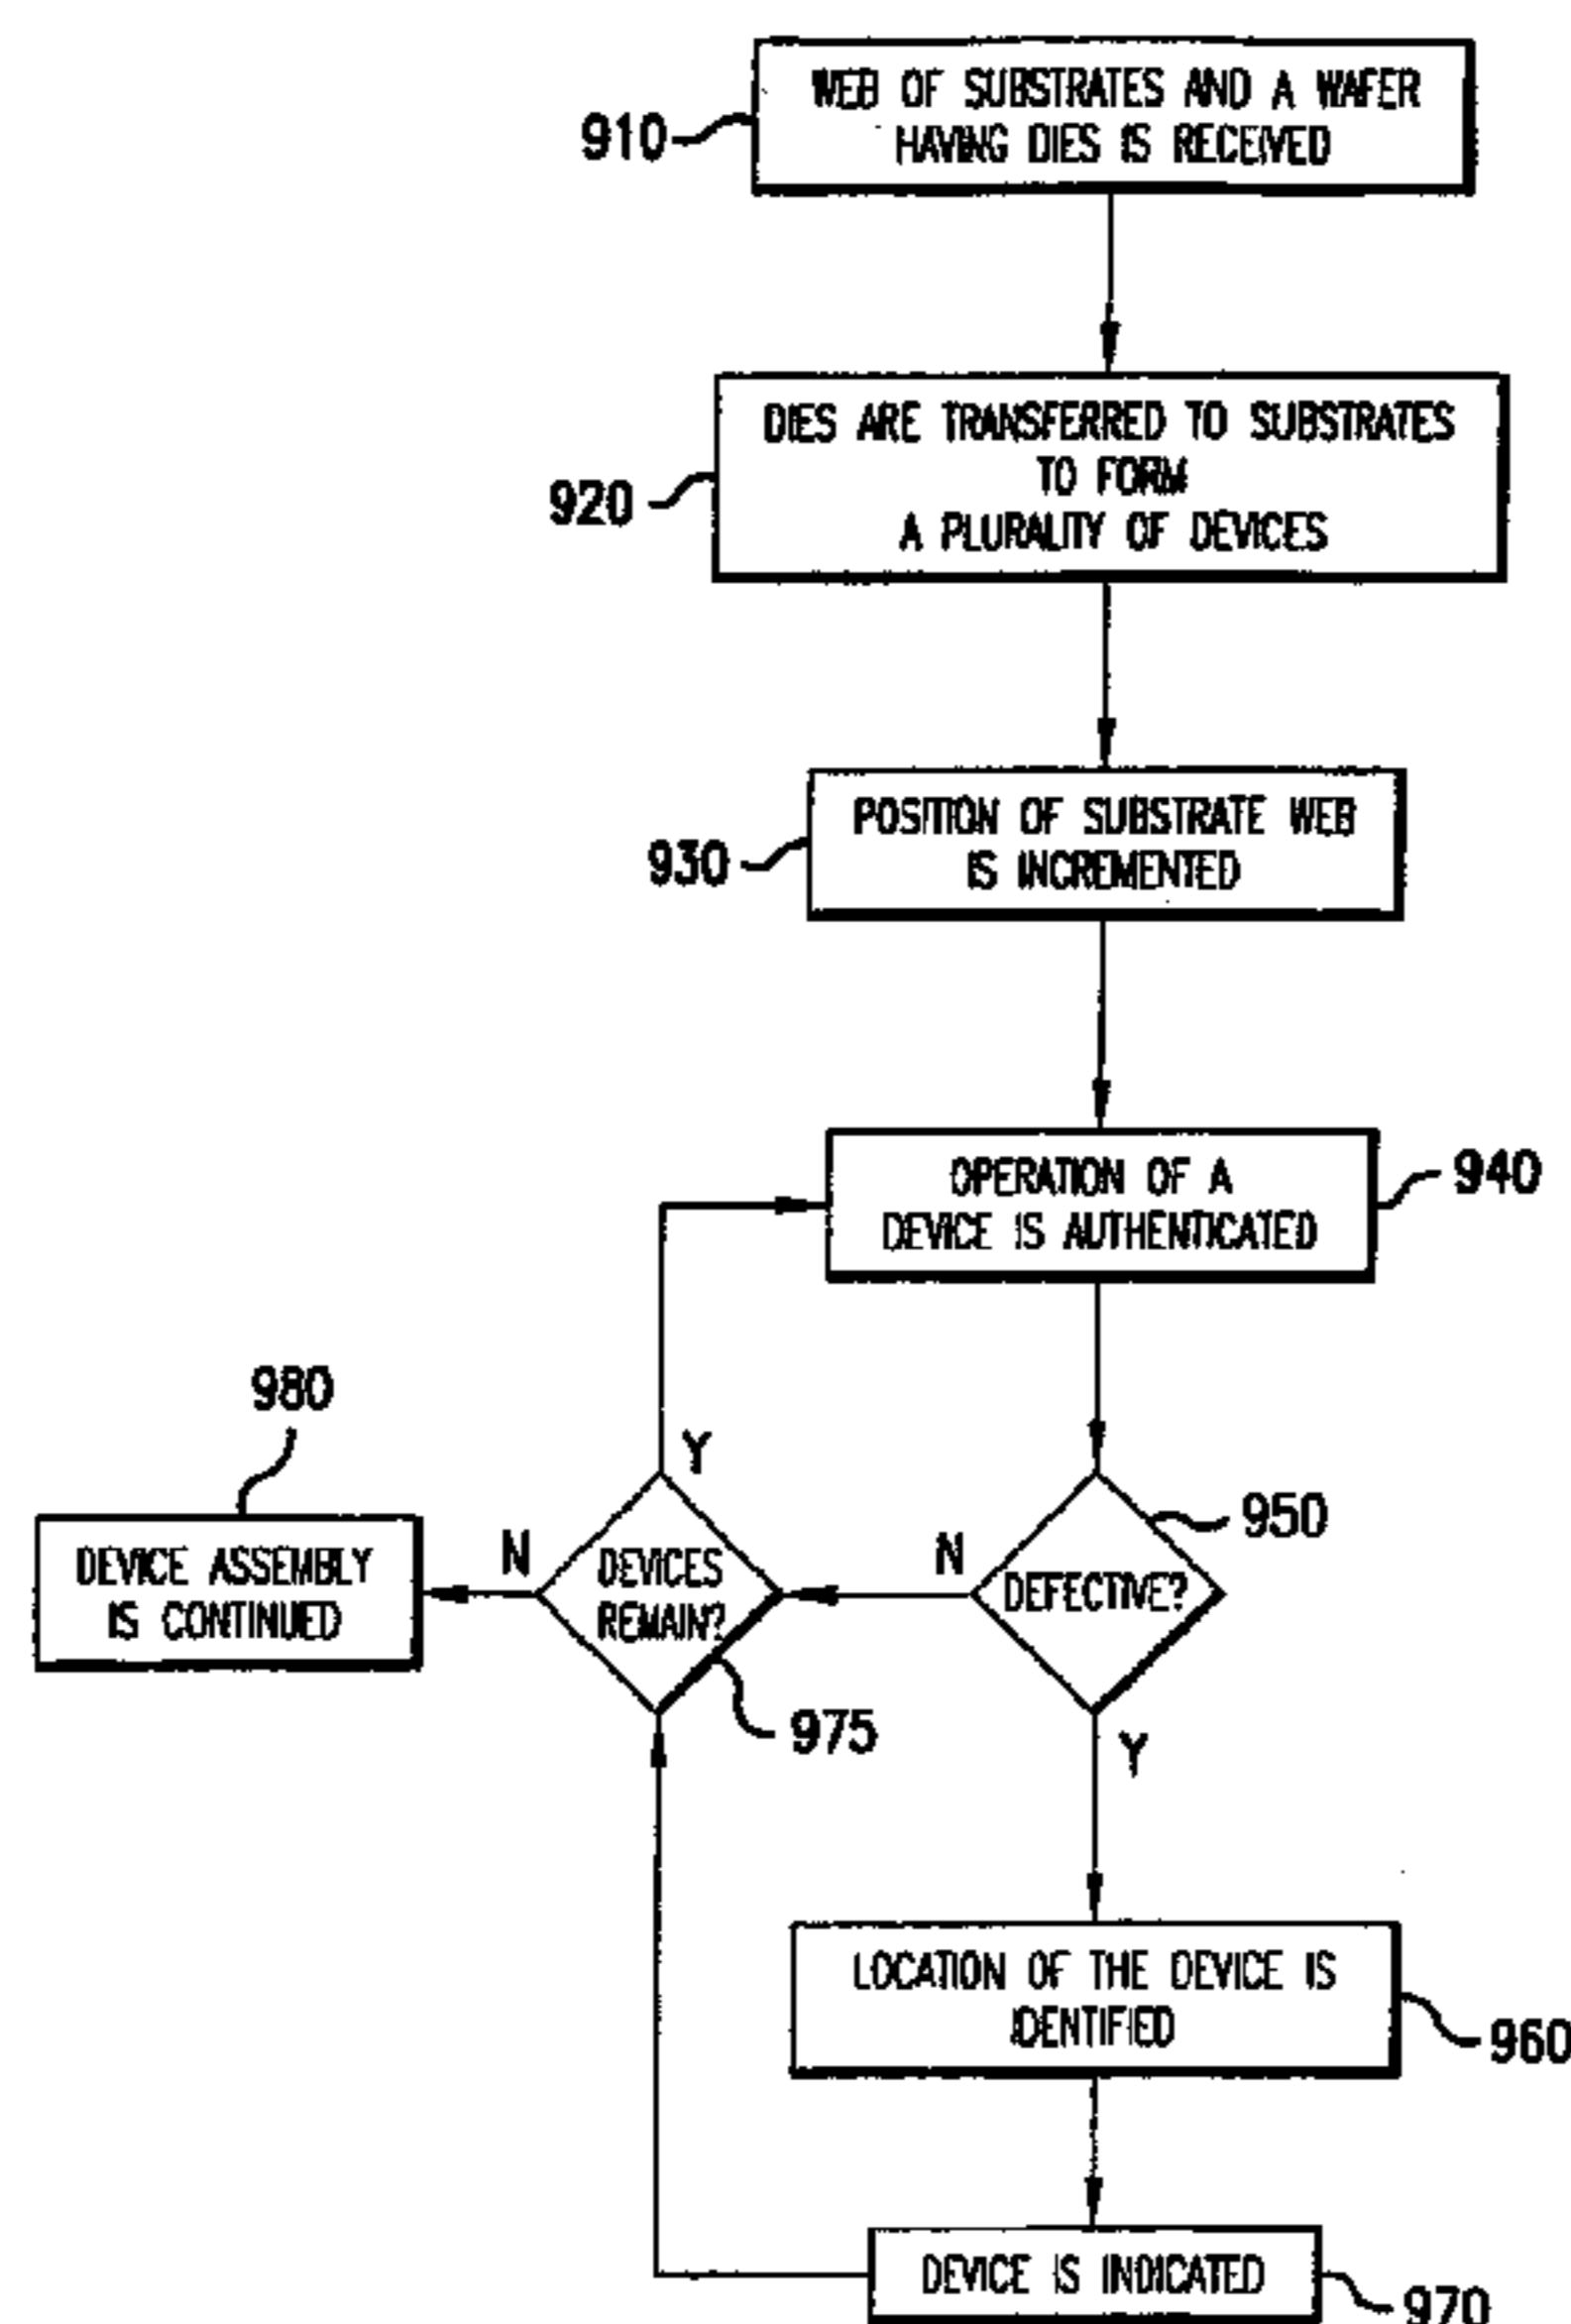 WEB OF SUBSTRATES AND A WAFER
HAVING DIES IS RECEIVED
910
DIES ARE TRANSFERRED TO SUBSTRATES
TO FORM
A PLURALITY OF DEVICES
920
POSITION OF SUBSTRATE WEB
IS INCREMENTED
930
OPERATION OF A
DEVICE IS AUTHENTICATED
940
980
Y
950
DEVICE ASSEMBLY
IS CONTINUED
N
DEVICES
REMAIN?
N
DEFECTIVE?
975
Y
LOCATION OF THE DEVICE IS
IDENTIFIED
960
DEVICE IS INDICATED
970